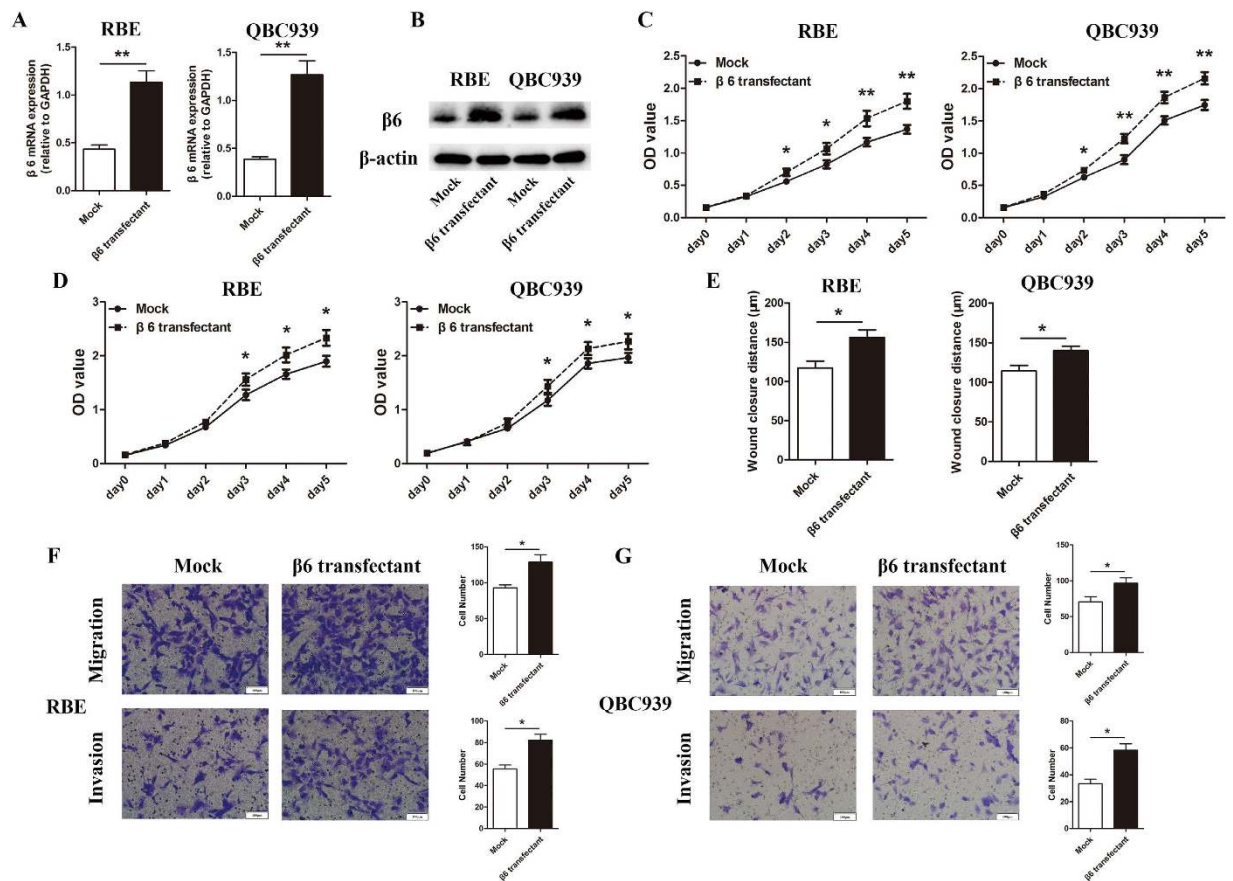 A
RBE
QBC939
β 6 mRNA expression
(relative to GAPDH)
1.5
1.0
0.5
0.0
**
Mock
β6 transfectant
β 6 mRNA expression
(relative to GAPDH)
1.5
1.0
0.5
0.0
**
Mock
β6 transfectant
B
RBE QBC939
β6
β-actin
Mock
β6 transfectant
Mock
β6 transfectant
C
RBE
Mock
β 6 transfectant
OD value
2.5
2.0
1.5
1.0
0.5
0.0
* * ** **
day0 day1 day2 day3 day4 day5
QBC939
Mock
β 6 transfectant
OD value
2.5
2.0
1.5
1.0
0.5
0.0
* ** ** **
day0 day1 day2 day3 day4 day5
D
RBE
Mock
β 6 transfectant
OD value
3
2
1
0
* * *
day0 day1 day2 day3 day4 day5
QBC939
Mock
β 6 transfectant
OD value
3
2
1
0
* * *
day0 day1 day2 day3 day4 day5
E
RBE
Wound closure distance (μm)
200
150
100
50
0
*
Mock
β6 transfectant
QBC939
Wound closure distance (μm)
200
150
100
50
0
*
Mock
β6 transfectant
F
Mock β6 transfectant
Migration
Cell Number
150
100
50
0
*
Mock
β6 transfectant
RBE
Invasion
Cell Number
100
80
60
40
20
0
*
Mock
β6 transfectant
G
Mock β6 transfectant
Migration
Cell Number
150
100
50
0
*
Mock
β6 transfectant
QBC939
Invasion
Cell Number
80
60
40
20
0
*
Mock
β6 transfectant